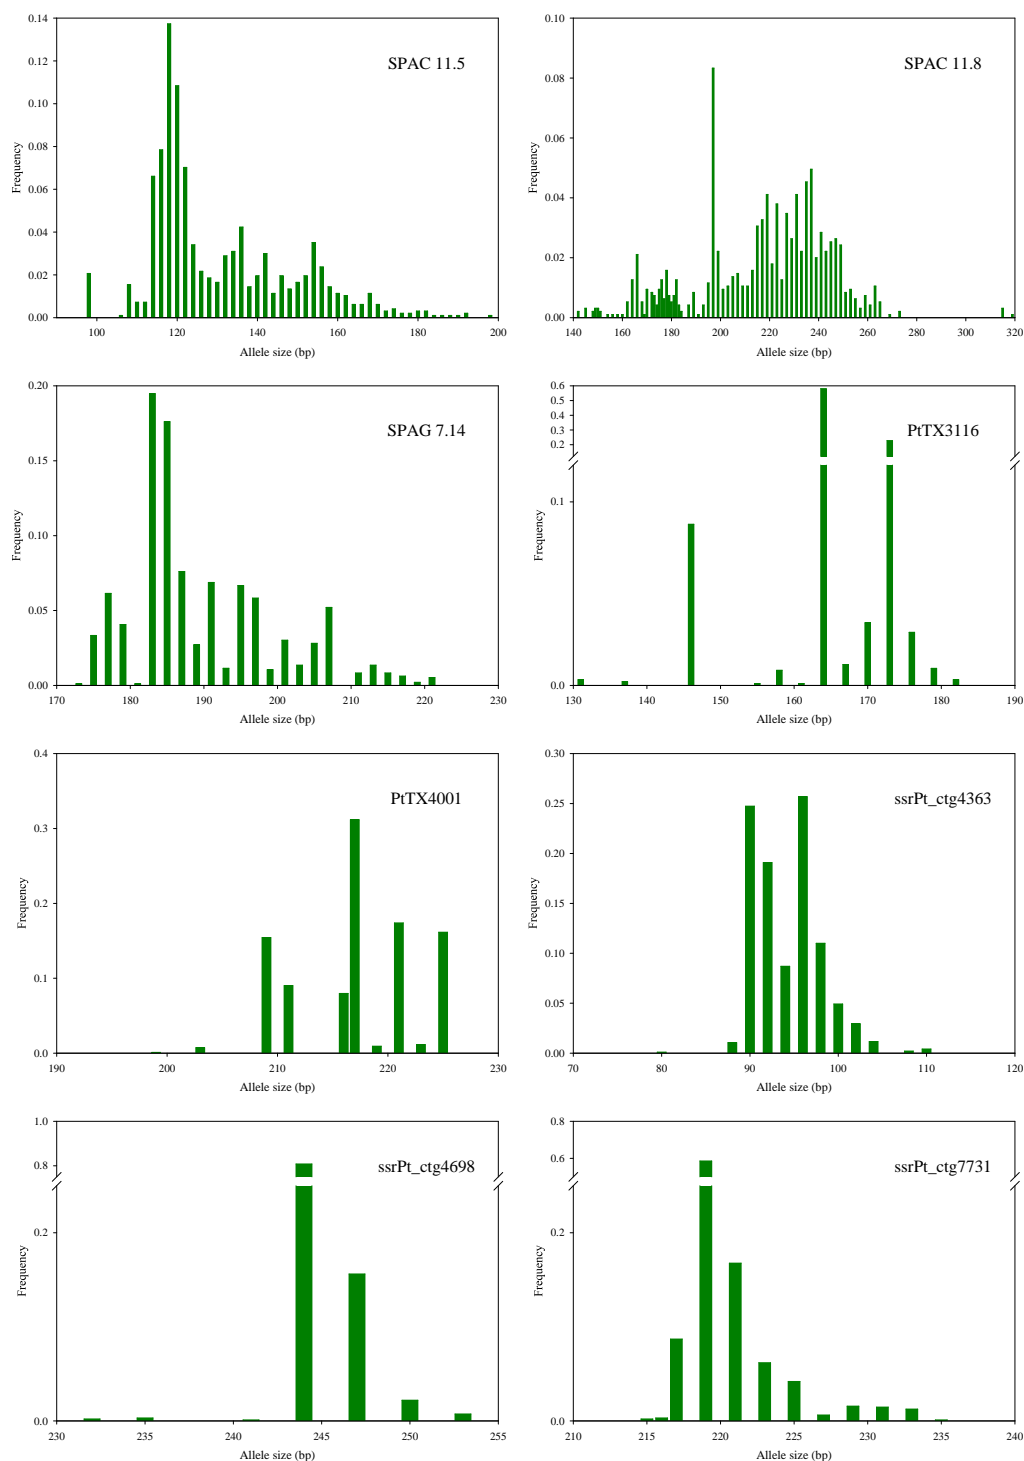 SPAC 11.5
Frequency
0.14
0.12
0.10
0.08
0.06
0.04
0.02
0.00
100 120 140 160 180 200
Allele size (bp)
SPAC 11.8
Frequency
0.10
0.08
0.06
0.04
0.02
0.00
140 160 180 200 220 240 260 280 300 320
Allele size (bp)
SPAG 7.14
Frequency
0.20
0.15
0.10
0.05
0.00
170 180 190 200 210 220 230
Allele size (bp)
PtTX3116
Frequency
0.6
0.5
0.4
0.3
0.2
0.1
0.0
130 140 150 160 170 180 190
Allele size (bp)
PtTX4001
Frequency
0.4
0.3
0.2
0.1
0.0
190 200 210 220 230
Allele size (bp)
ssrPt_ctg4363
Frequency
0.30
0.25
0.20
0.15
0.10
0.05
0.00
70 80 90 100 110 120
Allele size (bp)
ssrPt_ctg4698
Frequency
1.0
0.8
0.2
0.0
230 235 240 245 250 255
Allele size (bp)
ssrPt_ctg7731
Frequency
0.8
0.6
0.2
0.0
210 215 220 225 230 235 240
Allele size (bp)